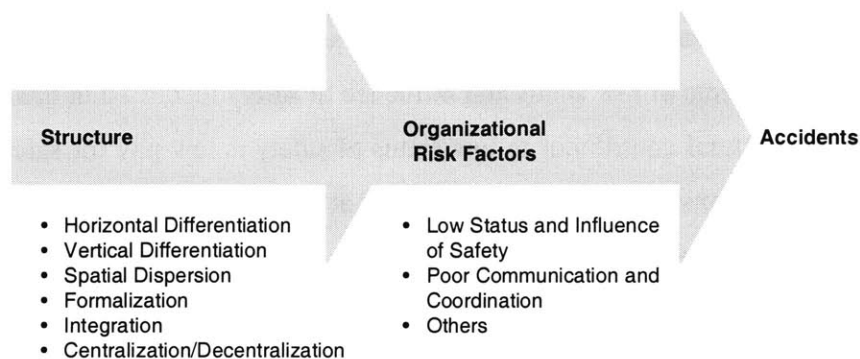 Structure
Organizational
Risk Factors
Accidents
• Horizontal Differentiation
• Vertical Differentiation
• Spatial Dispersion
• Formalization
• Integration
• Centralization/Decentralization
• Low Status and Influence
of Safety
• Poor Communication and
Coordination
• Others